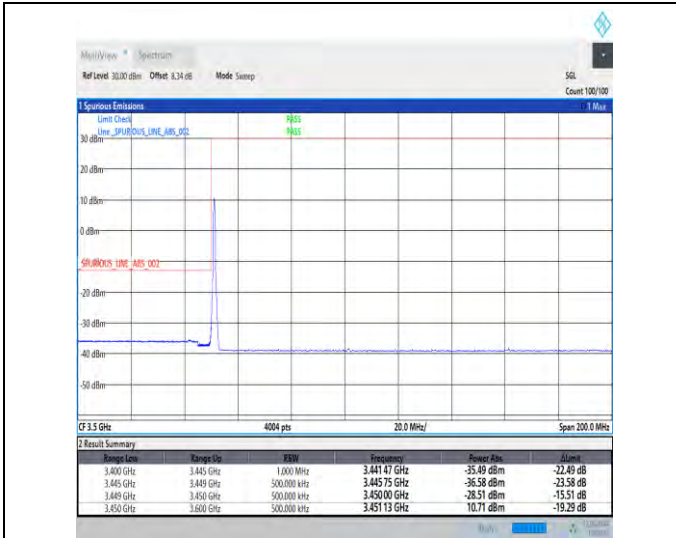 MultiView Spectrum
Ref Level 30.00 dBm Offset 8.34 dB Mode Sweep SGL
Count 100/100
1 Spurious Emissions 1 Max
Limit Check PASS
Line _SPURIOUS_LINE_ABS_002 PASS
30 dBm
20 dBm
10 dBm
0 dBm
_SPURIOUS_LINE_ABS_002
-20 dBm
-30 dBm
-40 dBm
-50 dBm
CF 3.5 GHz 4004 pts 20.0 MHz/ Span 200.0 MHz
2 Result Summary
Range Low Range Up RBW Frequency Power Abs ΔLimit
3.400 GHz 3.445 GHz 1.000 MHz 3.441 47 GHz -35.49 dBm -22.49 dB
3.445 GHz 3.449 GHz 500.000 kHz 3.445 75 GHz -36.58 dBm -23.58 dB
3.449 GHz 3.450 GHz 500.000 kHz 3.450 00 GHz -28.51 dBm -15.51 dB
3.450 GHz 3.600 GHz 500.000 kHz 3.451 13 GHz 10.71 dBm -19.29 dB